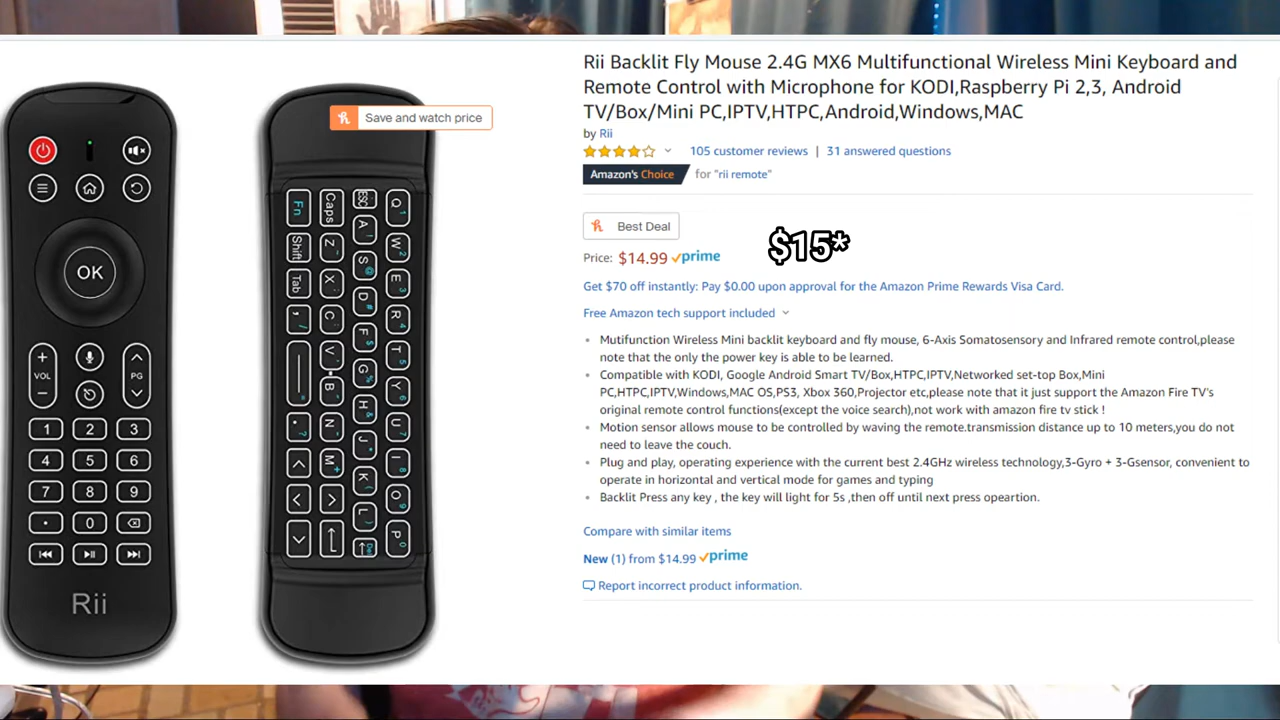 Rii Backlit Fly Mouse 2.4G MX6 Multifunctional Wireless Mini Keyboard and
Remote Control with Microphone for KODI,Raspberry Pi 2,3, Android
TV/Box/Mini PC,IPTV,HTPC,Android,Windows,MAC
by Rii
105 customer reviews | 31 answered questions
Amazon's Choice for "rii remote"
Best Deal
$15*
Price: $14.99 prime
Get $70 off instantly: Pay $0.00 upon approval for the Amazon Prime Rewards Visa Card.
Free Amazon tech support included
• Mutifunction Wireless Mini backlit keyboard and fly mouse, 6-Axis Somatosensory and Infrared remote control,please
note that the only the power key is able to be learned.
• Compatible with KODI, Google Android Smart TV/Box,HTPC,IPTV,Networked set-top Box,Mini
PC,HTPC,IPTV,Windows,MAC OS,PS3, Xbox 360,Projector etc,please note that it just support the Amazon Fire TV's
original remote control functions(except the voice search),not work with amazon fire tv stick !
• Motion sensor allows mouse to be controlled by waving the remote.transmission distance up to 10 meters,you do not
need to leave the couch.
• Plug and play, operating experience with the current best 2.4GHz wireless technology,3-Gyro + 3-Gsensor, convenient to
operate in horizontal and vertical mode for games and typing
• Backlit Press any key , the key will light for 5s ,then off until next press opeartion.
Compare with similar items
New (1) from $14.99 prime
Report incorrect product information.
Save and watch price
OK
+ + VOL PG −
1 2 3
4 5 6
7 8 9
. 0
Rii
Fn Caps ESC Q 1
Shift Z A ! W 2
Tab X S @ E 3
, / C D # R 4
V F $ T 5
B G % Y 6
. ? N H & U 7
M + J * I 8
K ( O 9
L ) P 0
Del